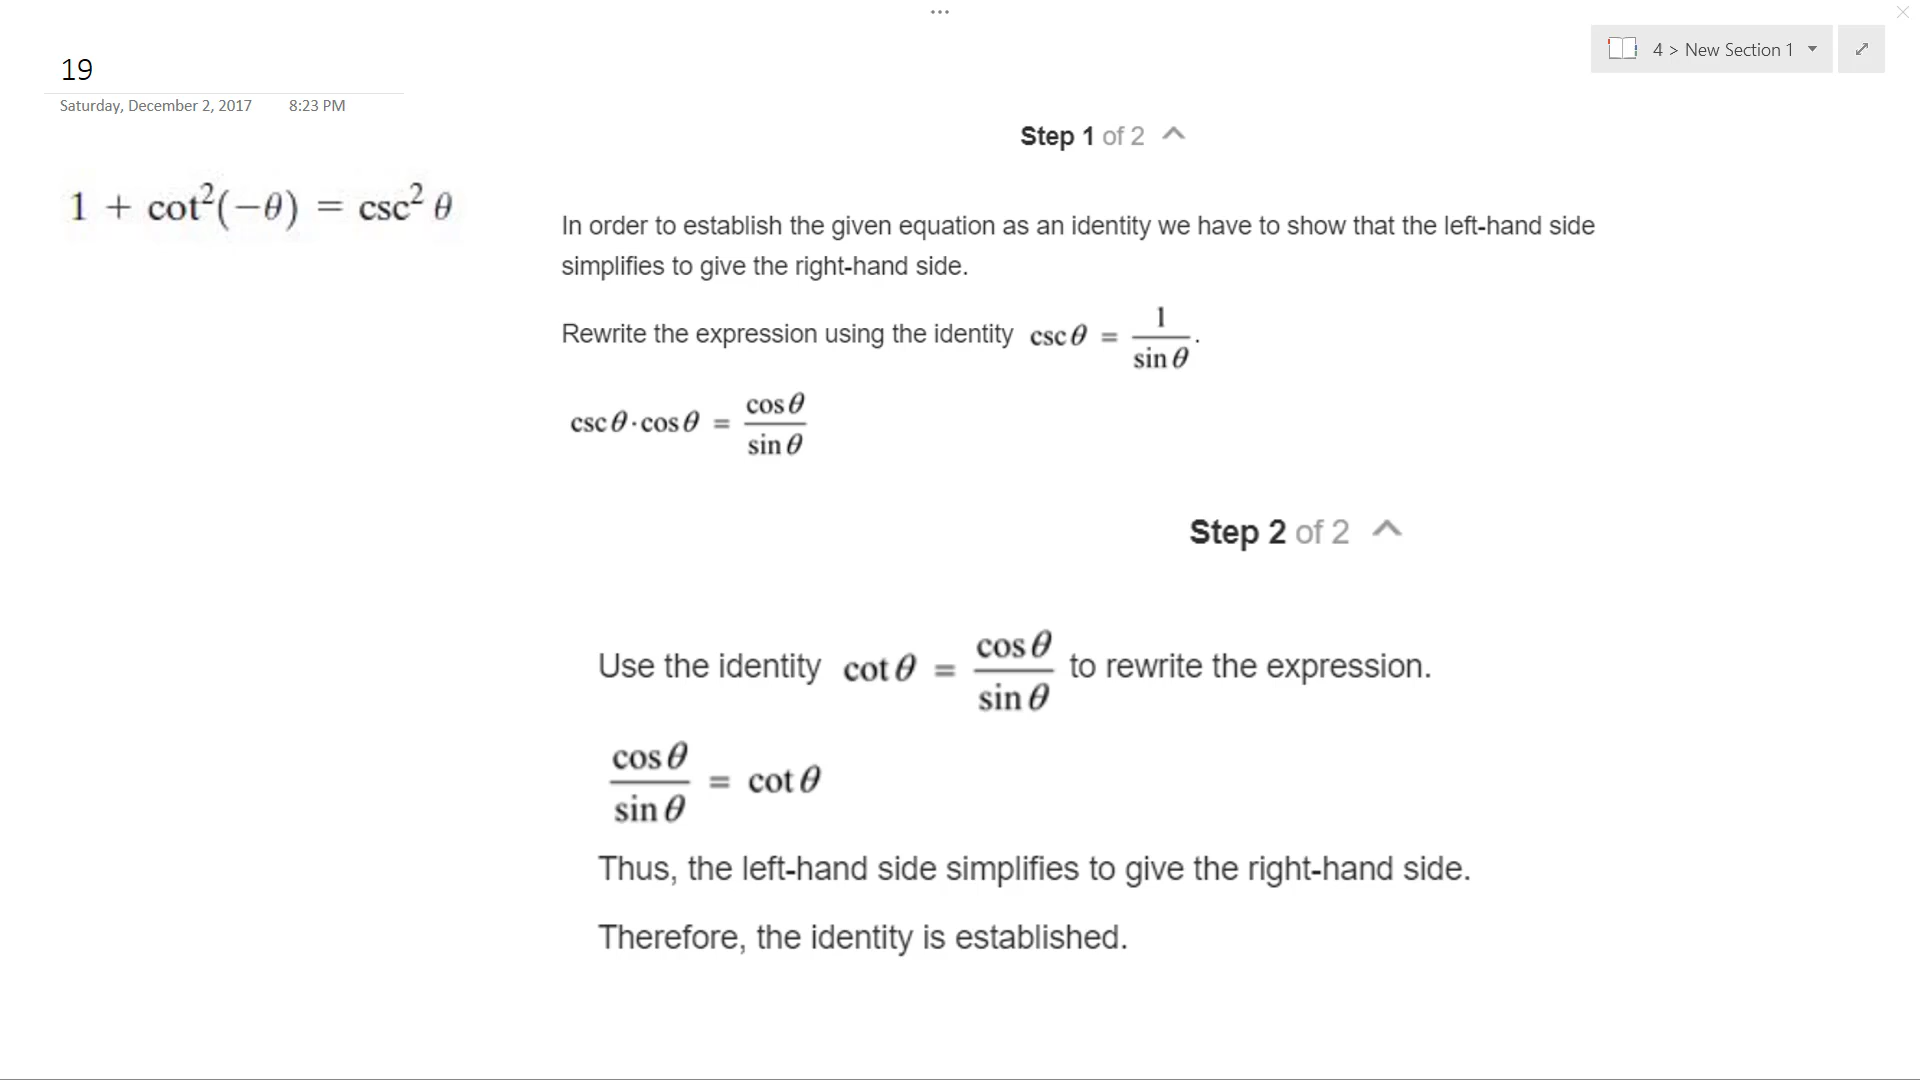 ...
4 > New Section 1
19
Saturday, December 2, 2017 8:23 PM
Step 1 of 2
1 + cot²(−θ) = csc² θ
In order to establish the given equation as an identity we have to show that the left-hand side
simplifies to give the right-hand side.
Rewrite the expression using the identity csc θ = 1/sin θ.
csc θ · cos θ = cos θ/sin θ
Step 2 of 2
Use the identity cot θ = cos θ/sin θ to rewrite the expression.
cos θ/sin θ = cot θ
Thus, the left-hand side simplifies to give the right-hand side.
Therefore, the identity is established.